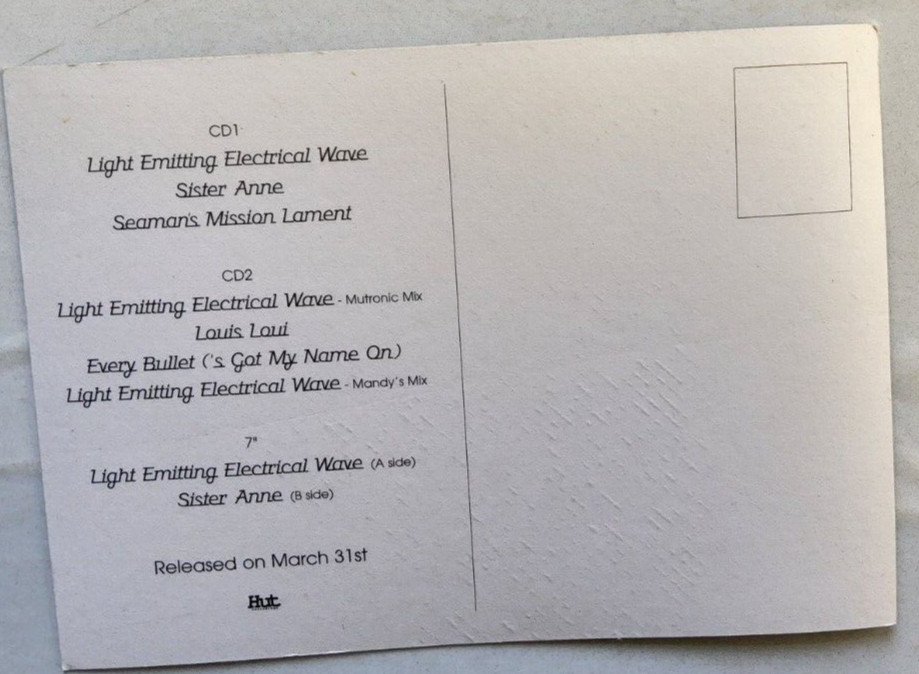 CD1
Light Emitting Electrical Wave
Sister Anne
Seaman's Mission Lament
CD2
Light Emitting Electrical Wave - Mutronic Mix
Louis Loui
Every Bullet ('s Got My Name On)
Light Emitting Electrical Wave - Mandy's Mix
7"
Light Emitting Electrical Wave (A side)
Sister Anne (B side)
Released on March 31st
Hut